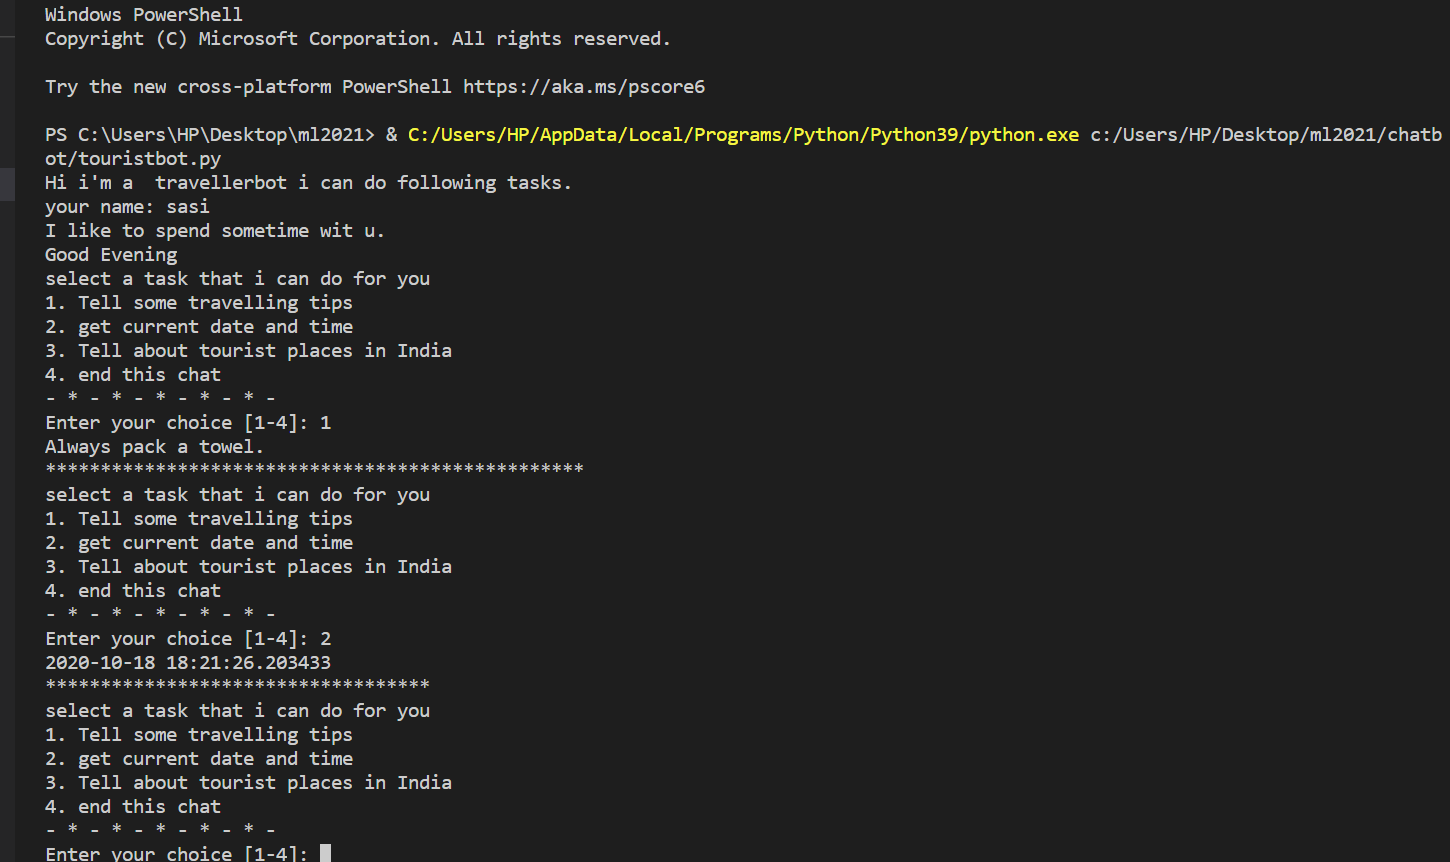 Windows PowerShell
Copyright (C) Microsoft Corporation. All rights reserved.
Try the new cross-platform PowerShell https://aka.ms/pscore6
PS C:\Users\HP\Desktop\ml2021> & C:/Users/HP/AppData/Local/Programs/Python/Python39/python.exe c:/Users/HP/Desktop/ml2021/chatb
ot/touristbot.py
Hi i'm a  travellerbot i can do following tasks.
your name: sasi
I like to spend sometime wit u.
Good Evening
select a task that i can do for you
1. Tell some travelling tips
2. get current date and time
3. Tell about tourist places in India
4. end this chat
- * - * - * - * - * -
Enter your choice [1-4]: 1
Always pack a towel.
*************************************************
select a task that i can do for you
1. Tell some travelling tips
2. get current date and time
3. Tell about tourist places in India
4. end this chat
- * - * - * - * - * -
Enter your choice [1-4]: 2
2020-10-18 18:21:26.203433
***********************************
select a task that i can do for you
1. Tell some travelling tips
2. get current date and time
3. Tell about tourist places in India
4. end this chat
- * - * - * - * - * -
Enter your choice [1-4]: